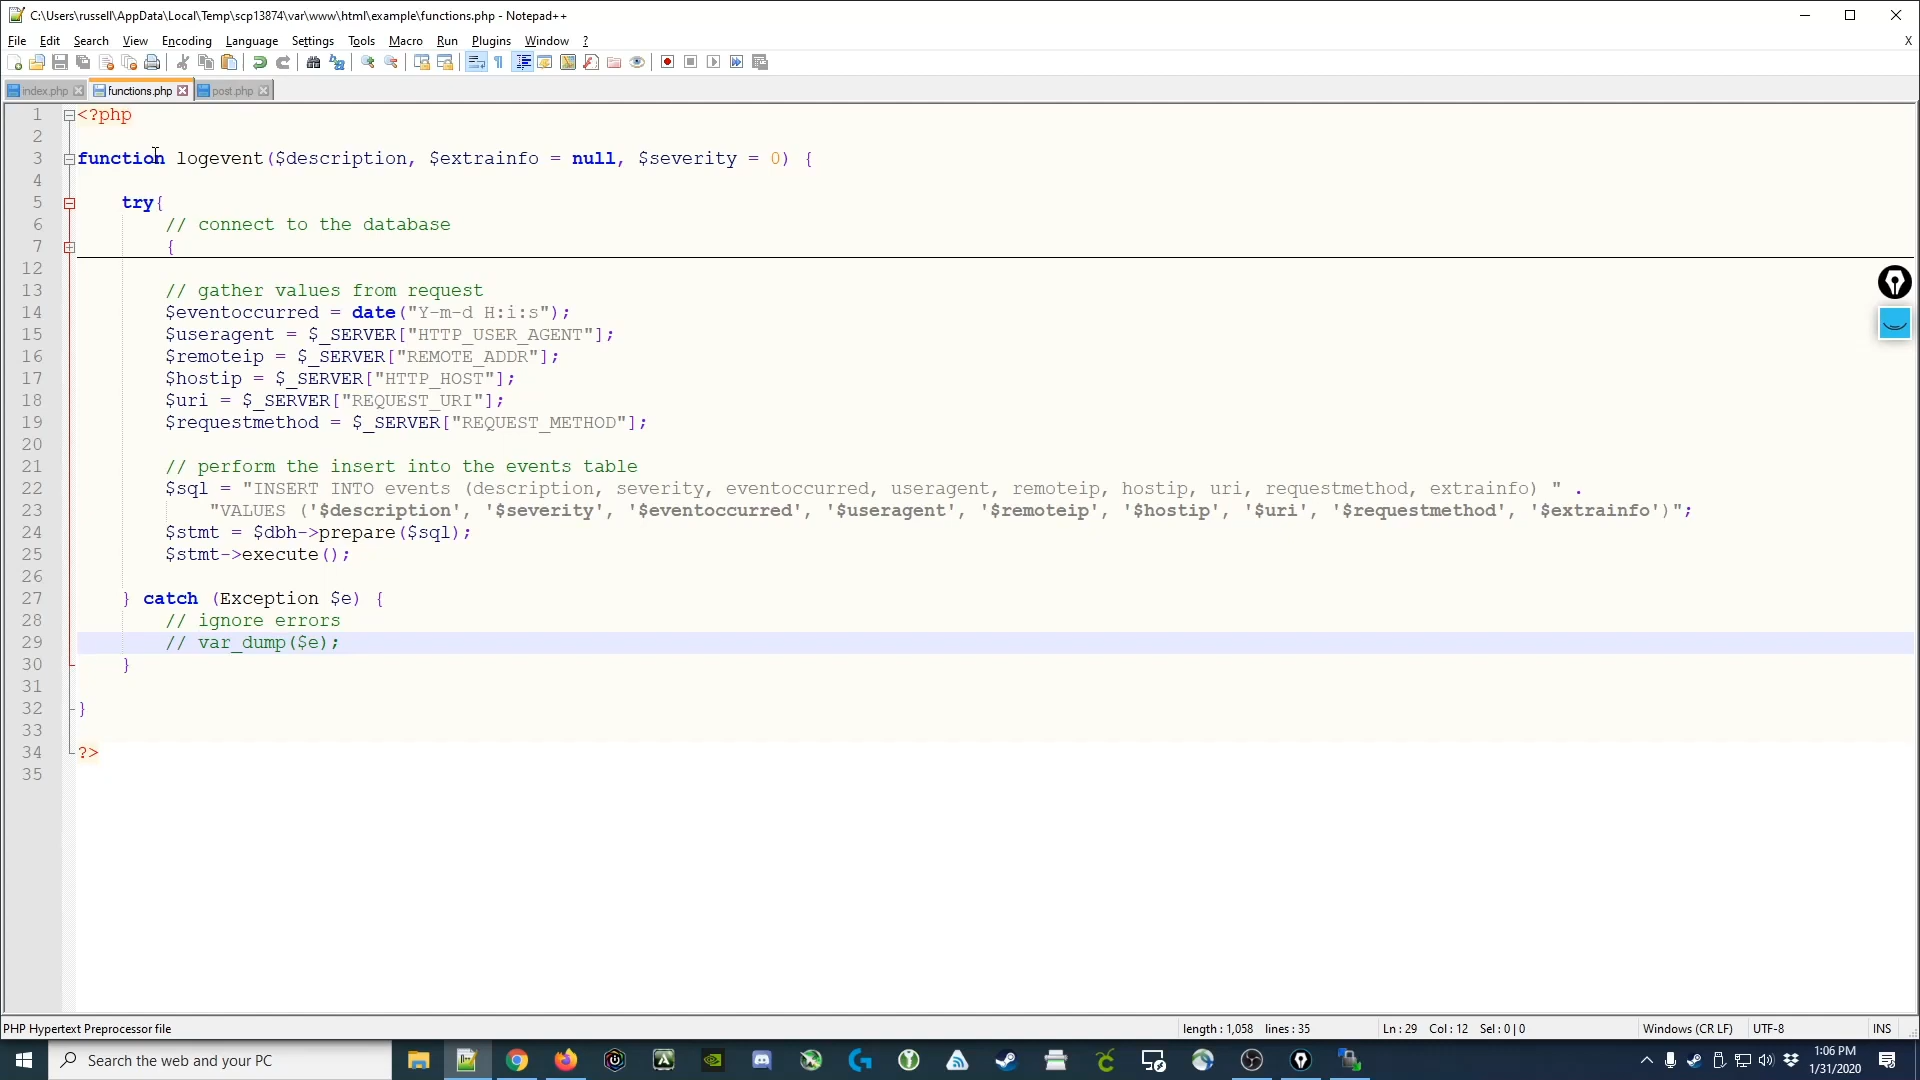 C:\Users\russell\AppData\Local\Temp\scp13874\var\www\html\example\functions.php - Notepad++
File Edit Search View Encoding Language Settings Tools Macro Run Plugins Window ? X
index.php functions.php post.php
1 <?php
2
3 function logevent($description, $extrainfo = null, $severity = 0) {
4
5 try{
6 // connect to the database
7 {
12
13 // gather values from request
14 $eventoccurred = date("Y-m-d H:i:s");
15 $useragent = $_SERVER["HTTP_USER_AGENT"];
16 $remoteip = $_SERVER["REMOTE_ADDR"];
17 $hostip = $_SERVER["HTTP_HOST"];
18 $uri = $_SERVER["REQUEST_URI"];
19 $requestmethod = $_SERVER["REQUEST_METHOD"];
20
21 // perform the insert into the events table
22 $sql = "INSERT INTO events (description, severity, eventoccurred, useragent, remoteip, hostip, uri, requestmethod, extrainfo) " .
23 "VALUES ('$description', '$severity', '$eventoccurred', '$useragent', '$remoteip', '$hostip', '$uri', '$requestmethod', '$extrainfo')";
24 $stmt = $dbh->prepare($sql);
25 $stmt->execute();
26
27 } catch (Exception $e) {
28 // ignore errors
29 // var_dump($e);
30 }
31
32 }
33
34 ?>
35
PHP Hypertext Preprocessor file length : 1,058 lines : 35 Ln : 29 Col : 12 Sel : 0 | 0 Windows (CR LF) UTF-8 INS
Search the web and your PC
1:06 PM
1/31/2020